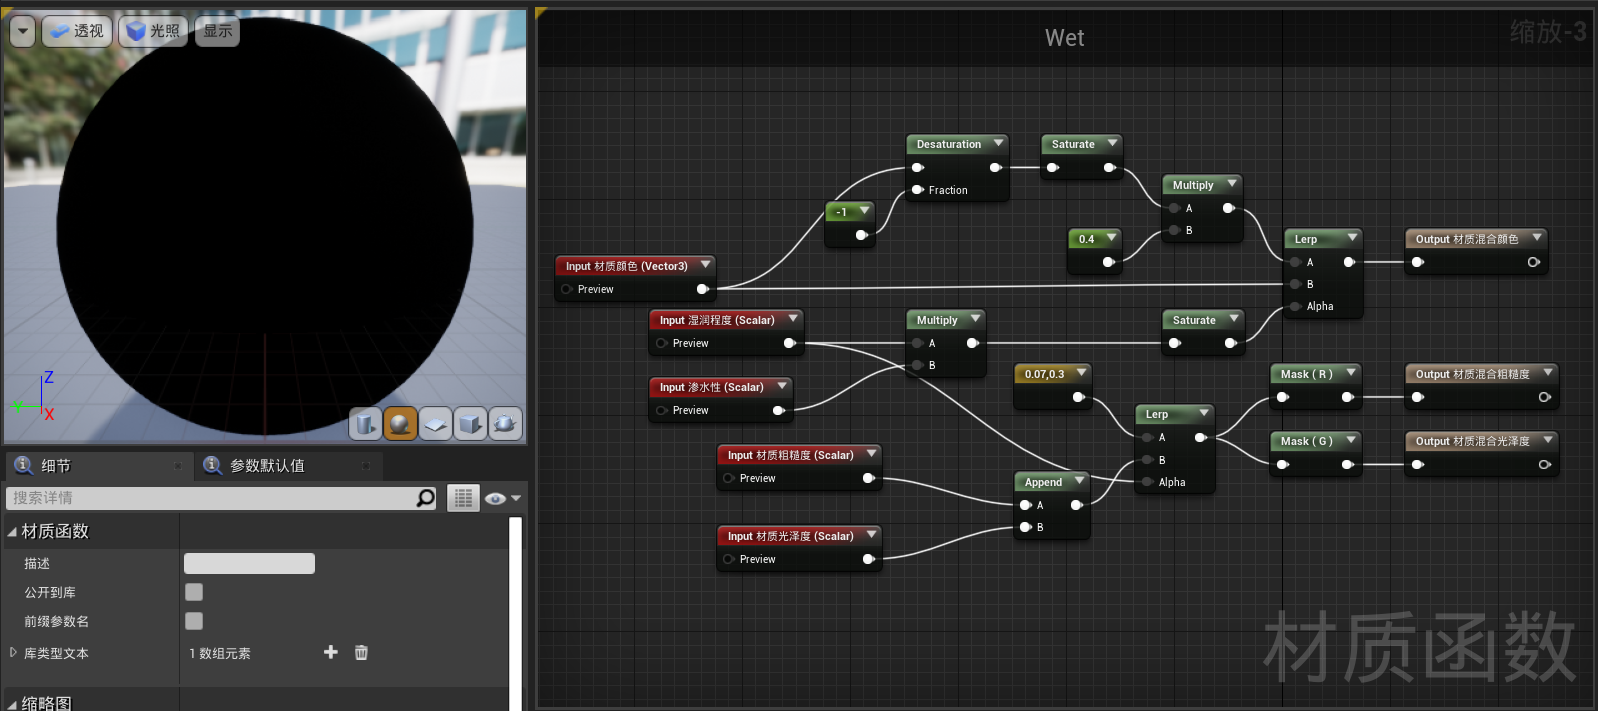 透视
光照
显示
Z
X
细节
参数默认值
搜索详情
材质函数
描述
公开到库
前缀参数名
库类型文本
1 数组元素
缩略图
Wet
缩放-3
Desaturation
Fraction
Saturate
-1
Multiply
A
B
0.4
Lerp
A
B
Alpha
Output 材质混合颜色
Input 材质颜色 (Vector3)
Preview
Input 湿润程度 (Scalar)
Preview
Multiply
A
B
Saturate
Input 渗水性 (Scalar)
Preview
0.07,0.3
Mask ( R )
Output 材质混合粗糙度
Lerp
A
B
Alpha
Mask ( G )
Output 材质混合光泽度
Input 材质粗糙度 (Scalar)
Preview
Append
A
B
Input 材质光泽度 (Scalar)
Preview
材质函数